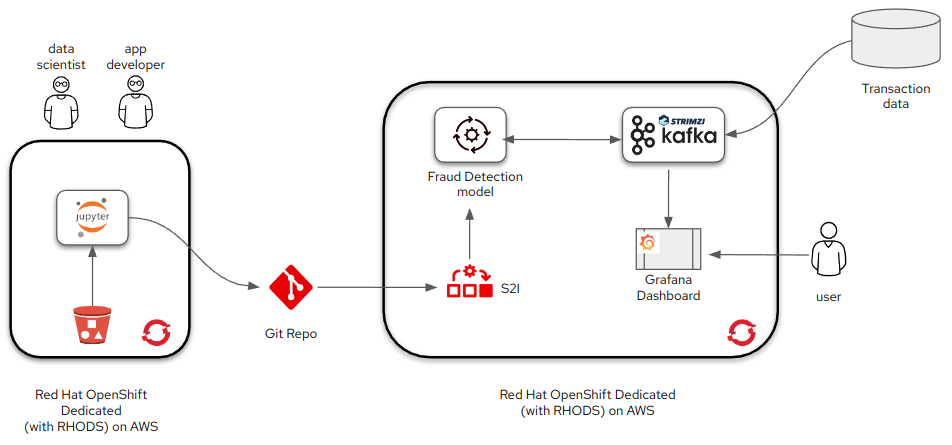 data
scientist
app
developer
jupyter
Red Hat OpenShift
Dedicated
(with RHODS) on AWS
Git Repo
Fraud Detection
model
S2I
STRIMZI
kafka
Grafana
Dashboard
Red Hat OpenShift Dedicated
(with RHODS) on AWS
Transaction
data
user